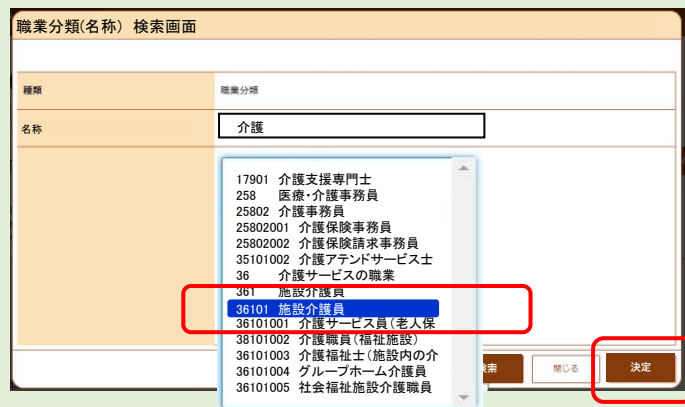 職業分類(名称) 検索画面
種類 職業分類
名称 介護
17901 介護支援専門士
258 医療・介護事務員
25802 介護事務員
25802001 介護保険事務員
25802002 介護保険請求事務員
35101002 介護アテンドサービス士
36 介護サービスの職業
361 施設介護員
36101 施設介護員
36101001 介護サービス員(老人保
38101002 介護職員(福祉施設)
36101003 介護福祉士(施設内の介
36101004 グループホーム介護員
36101005 社会福祉施設介護職員
索 閉じる 決定